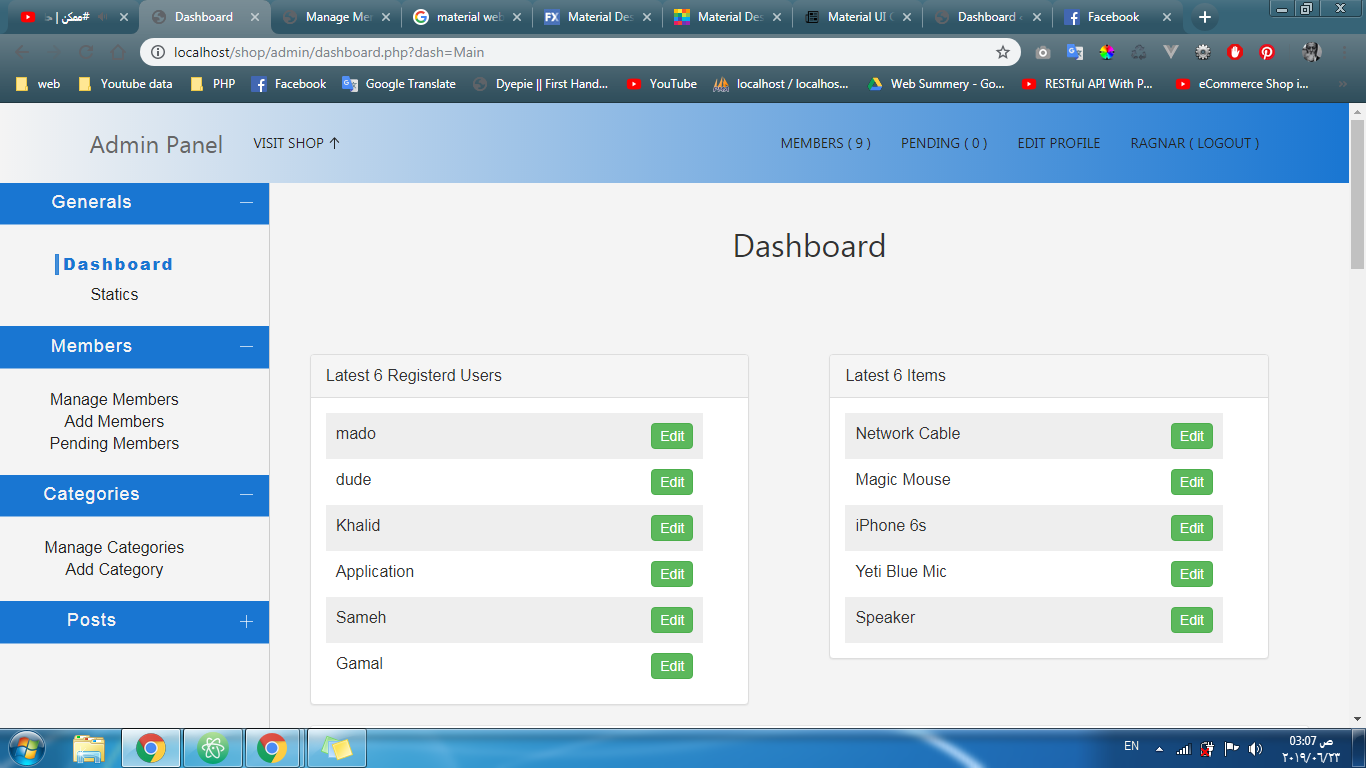 #ممكن | ح
Dashboard
Manage Me
material web
Material Des
Material Des
Material UI C
Dashboard
Facebook
localhost/shop/admin/dashboard.php?dash=Main
web
Youtube data
PHP
Facebook
Google Translate
Dyepie || First Hand...
YouTube
localhost / localhos...
Web Summery - Go...
RESTful API With P...
eCommerce Shop i...
Admin Panel
VISIT SHOP ↑
MEMBERS ( 9 )
PENDING ( 0 )
EDIT PROFILE
RAGNAR ( LOGOUT )
Generals
Dashboard
Statics
Members
Manage Members
Add Members
Pending Members
Categories
Manage Categories
Add Category
Posts
Dashboard
Latest 6 Registerd Users
mado Edit
dude Edit
Khalid Edit
Application Edit
Sameh Edit
Gamal Edit
Latest 6 Items
Network Cable Edit
Magic Mouse Edit
iPhone 6s Edit
Yeti Blue Mic Edit
Speaker Edit
EN
03:07 ص
٢٠١٩/٠٦/٢٣